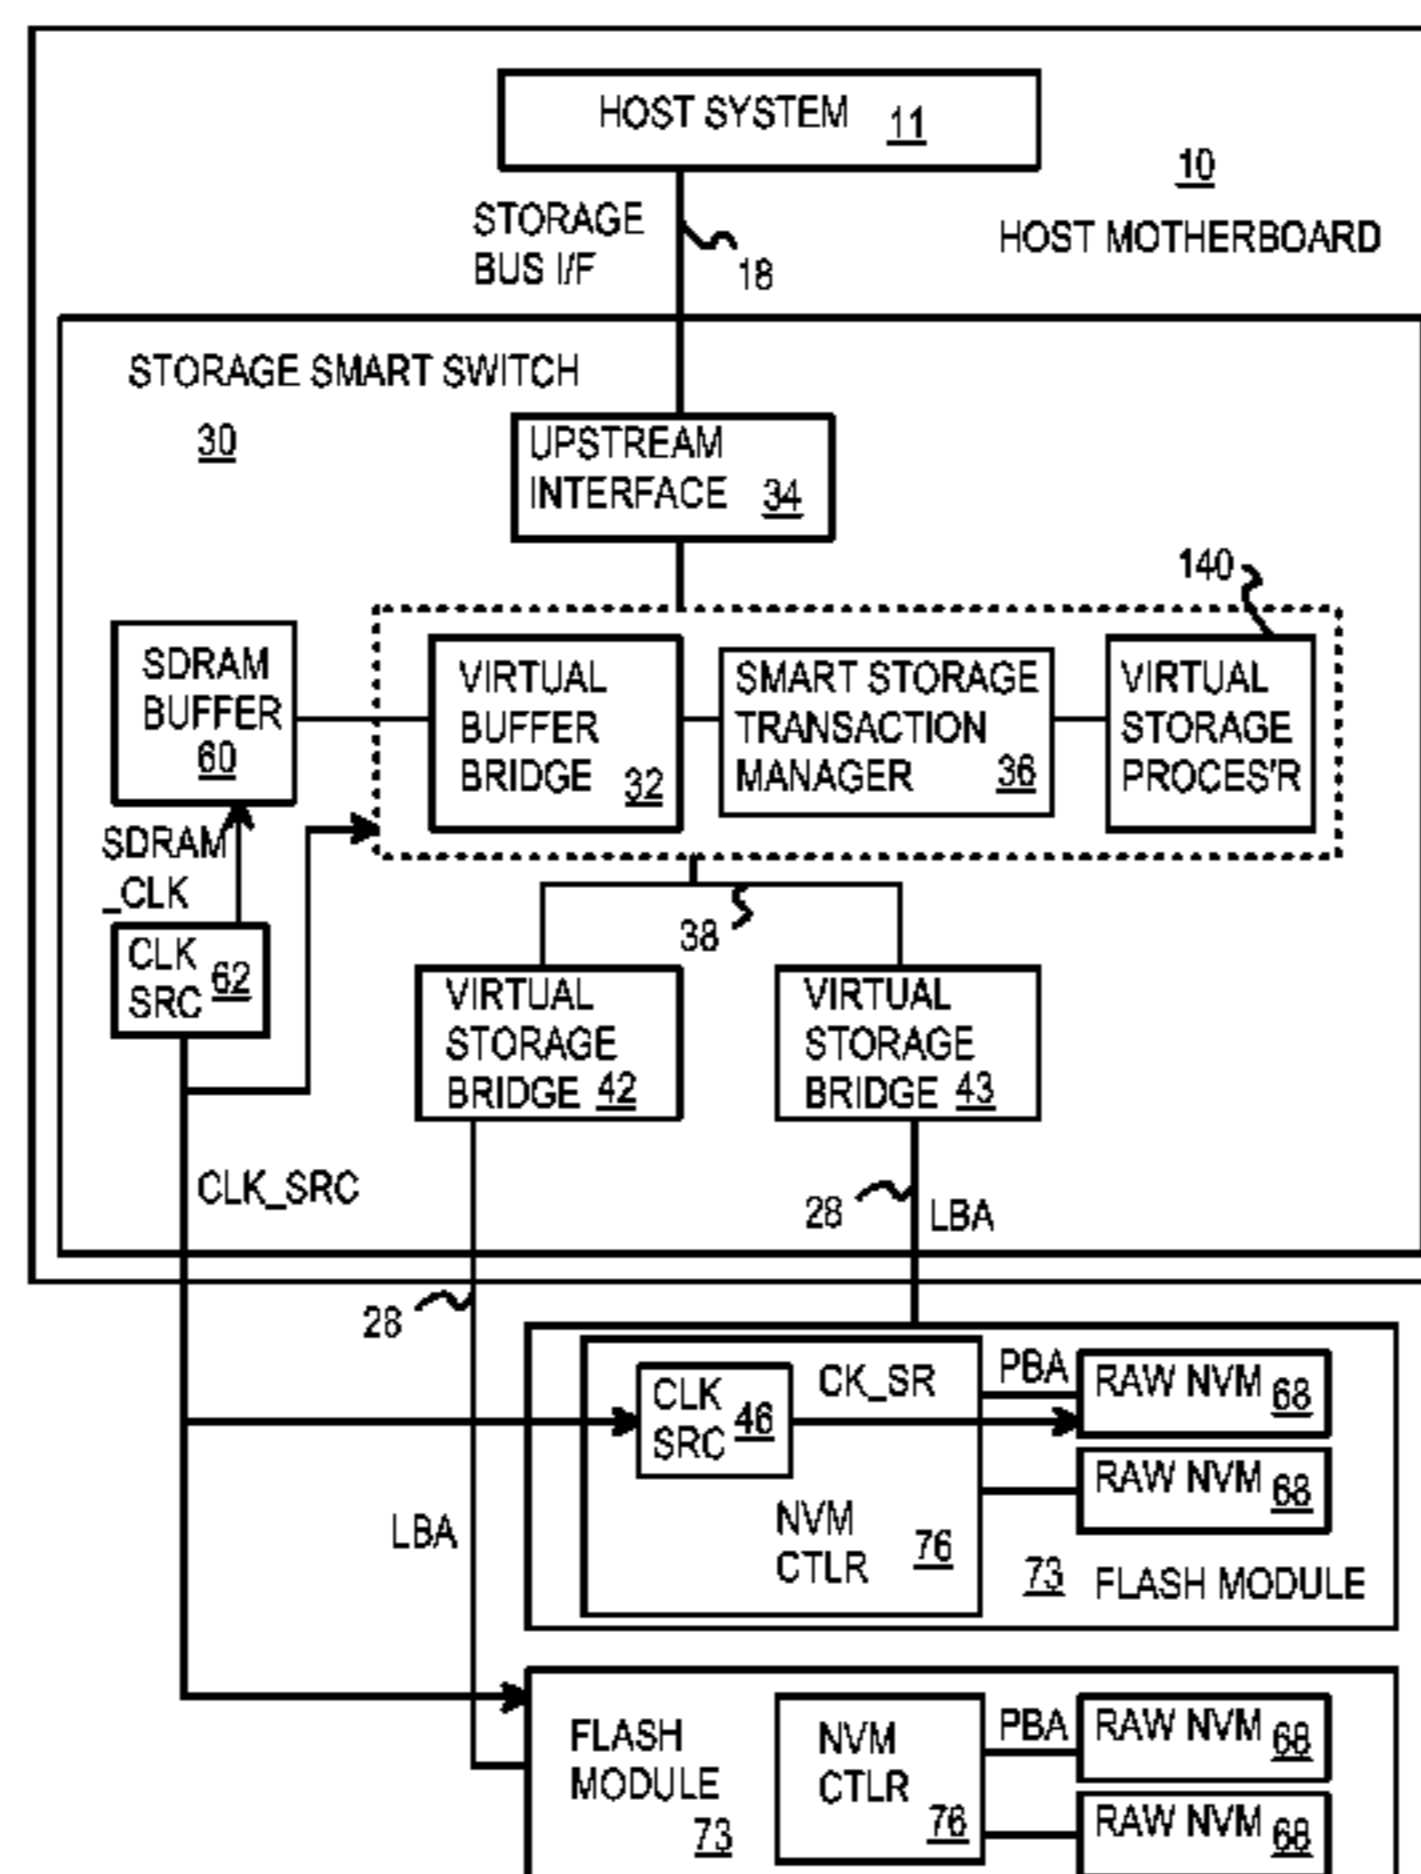 HOST SYSTEM 11
10
HOST MOTHERBOARD
STORAGE
BUS I/F
18
STORAGE SMART SWITCH
30
UPSTREAM
INTERFACE 34
140
SDRAM
BUFFER
60
VIRTUAL
BUFFER
BRIDGE 32
SMART STORAGE
TRANSACTION
MANAGER 36
VIRTUAL
STORAGE
PROCES'R
SDRAM
_CLK
CLK
SRC 62
38
VIRTUAL
STORAGE
BRIDGE 42
VIRTUAL
STORAGE
BRIDGE 43
CLK_SRC
28
LBA
28
LBA
CLK
SRC 46
CK_SR
PBA
RAW NVM 68
RAW NVM 68
NVM
CTLR 76
73 FLASH MODULE
FLASH
MODULE
73
NVM
CTLR
76
PBA
RAW NVM 68
RAW NVM 68